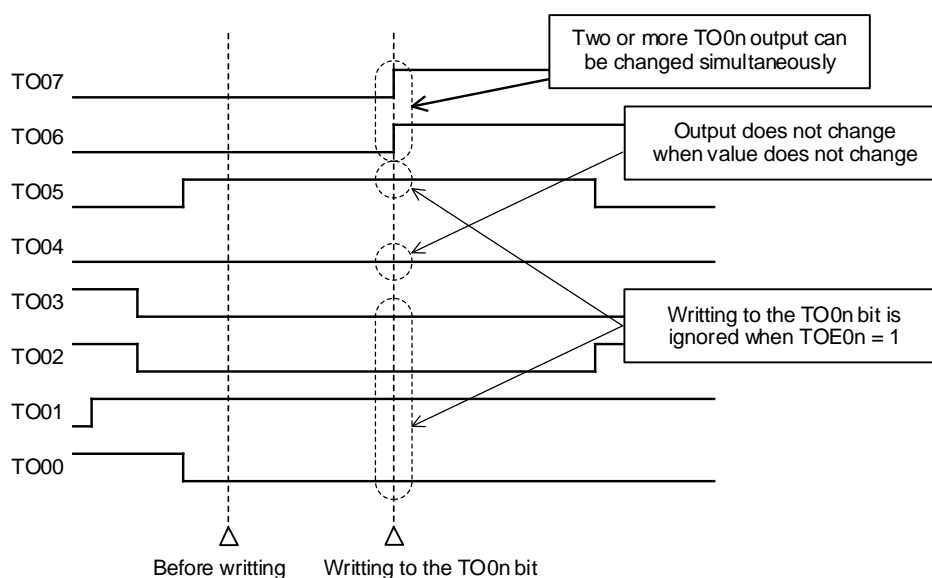 Two or more TO0n output can
be changed simultaneously
TO07
TO06
Output does not change
when value does not change
TO05
TO04
TO03
Writting to the TO0n bit is
ignored when TOE0n = 1
TO02
TO01
TO00
Before writting
Writting to the TO0n bit